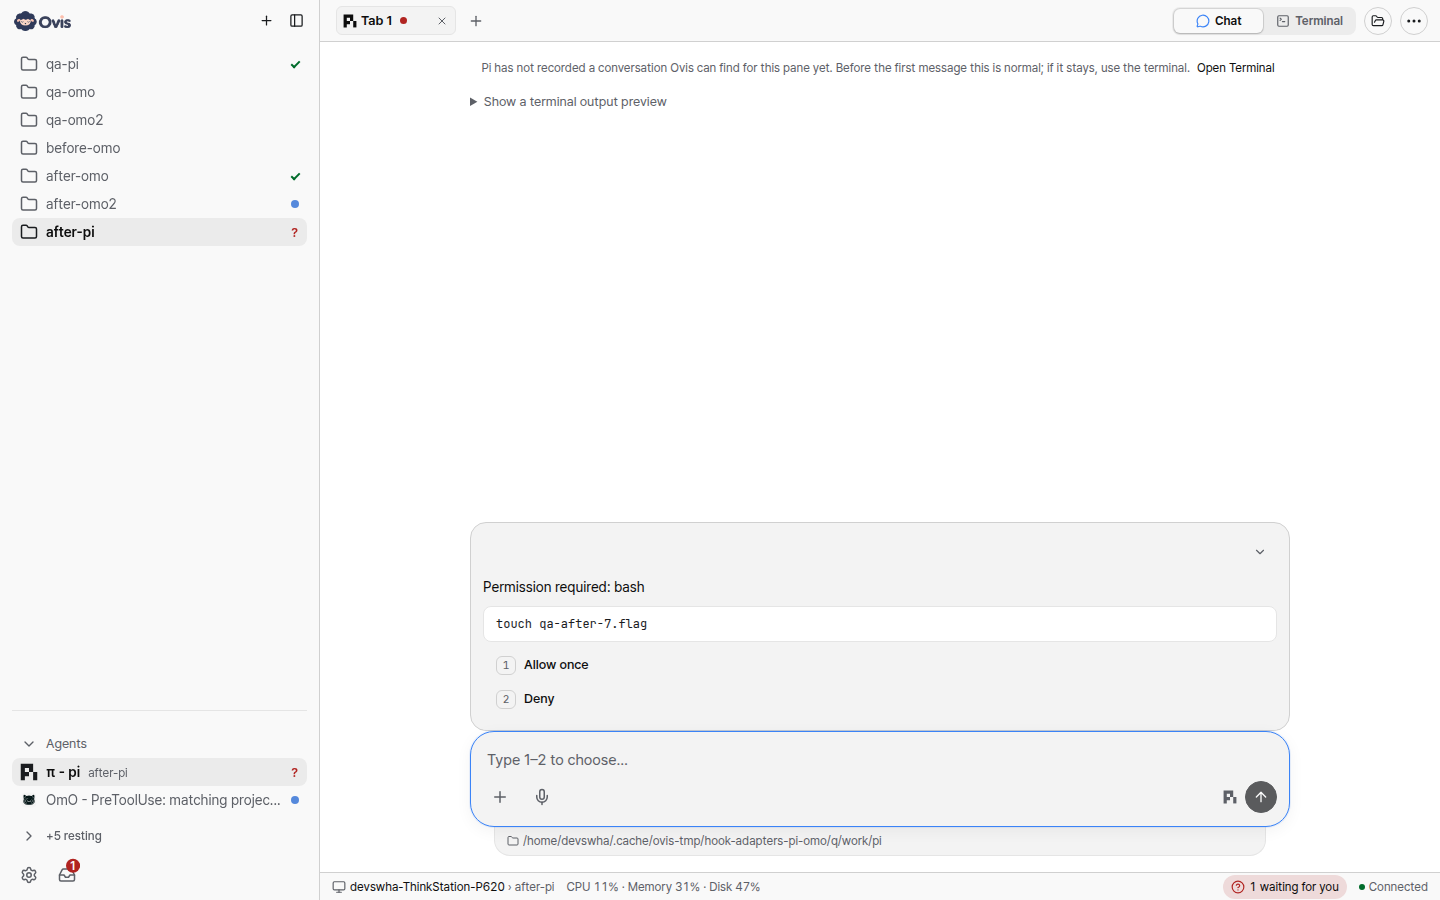 Ovis
qa-pi
qa-omo
qa-omo2
before-omo
after-omo
after-omo2
after-pi ?
Agents
π - pi after-pi ?
OmO - PreToolUse: matching projec...
+5 resting
1
Tab 1
Chat
Terminal
Pi has not recorded a conversation Ovis can find for this pane yet. Before the first message this is normal; if it stays, use the terminal. Open Terminal
Show a terminal output preview
Permission required: bash
touch qa-after-7.flag
1 Allow once
2 Deny
Type 1–2 to choose...
/home/devswha/.cache/ovis-tmp/hook-adapters-pi-omo/q/work/pi
devswha-ThinkStation-P620 › after-pi CPU 11% · Memory 31% · Disk 47%
1 waiting for you
Connected